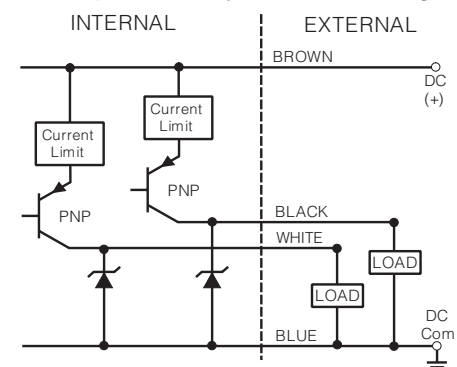 INTERNAL
EXTERNAL
BROWN
DC
(+)
Current
Limit
Current
Limit
PNP
PNP
BLACK
WHITE
LOAD
LOAD
DC
Com
BLUE